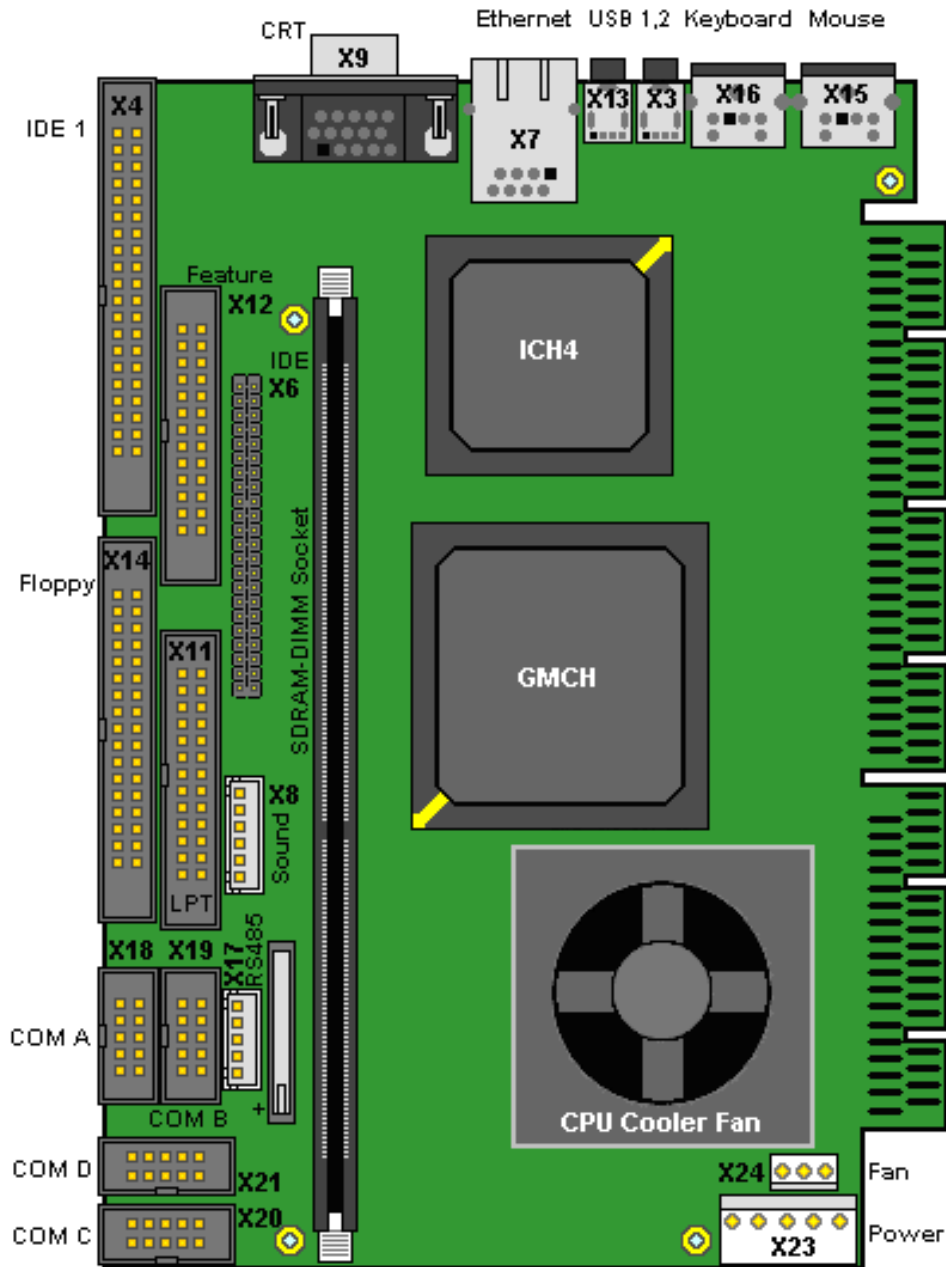 Ethernet USB 1,2 Keyboard Mouse
CRT
X9
X4
X13 X3 X16 X15
IDE 1
X7
Feature
X12
ICH4
IDE
X6
SDRAM-DIMM Socket
X14
Floppy
X11
GMCH
X8
Sound
LPT
X18 X19 X17 RS485
COM A
+
COM B
CPU Cooler Fan
COM D
X21
X24
Fan
X20
COM C
Power
X23